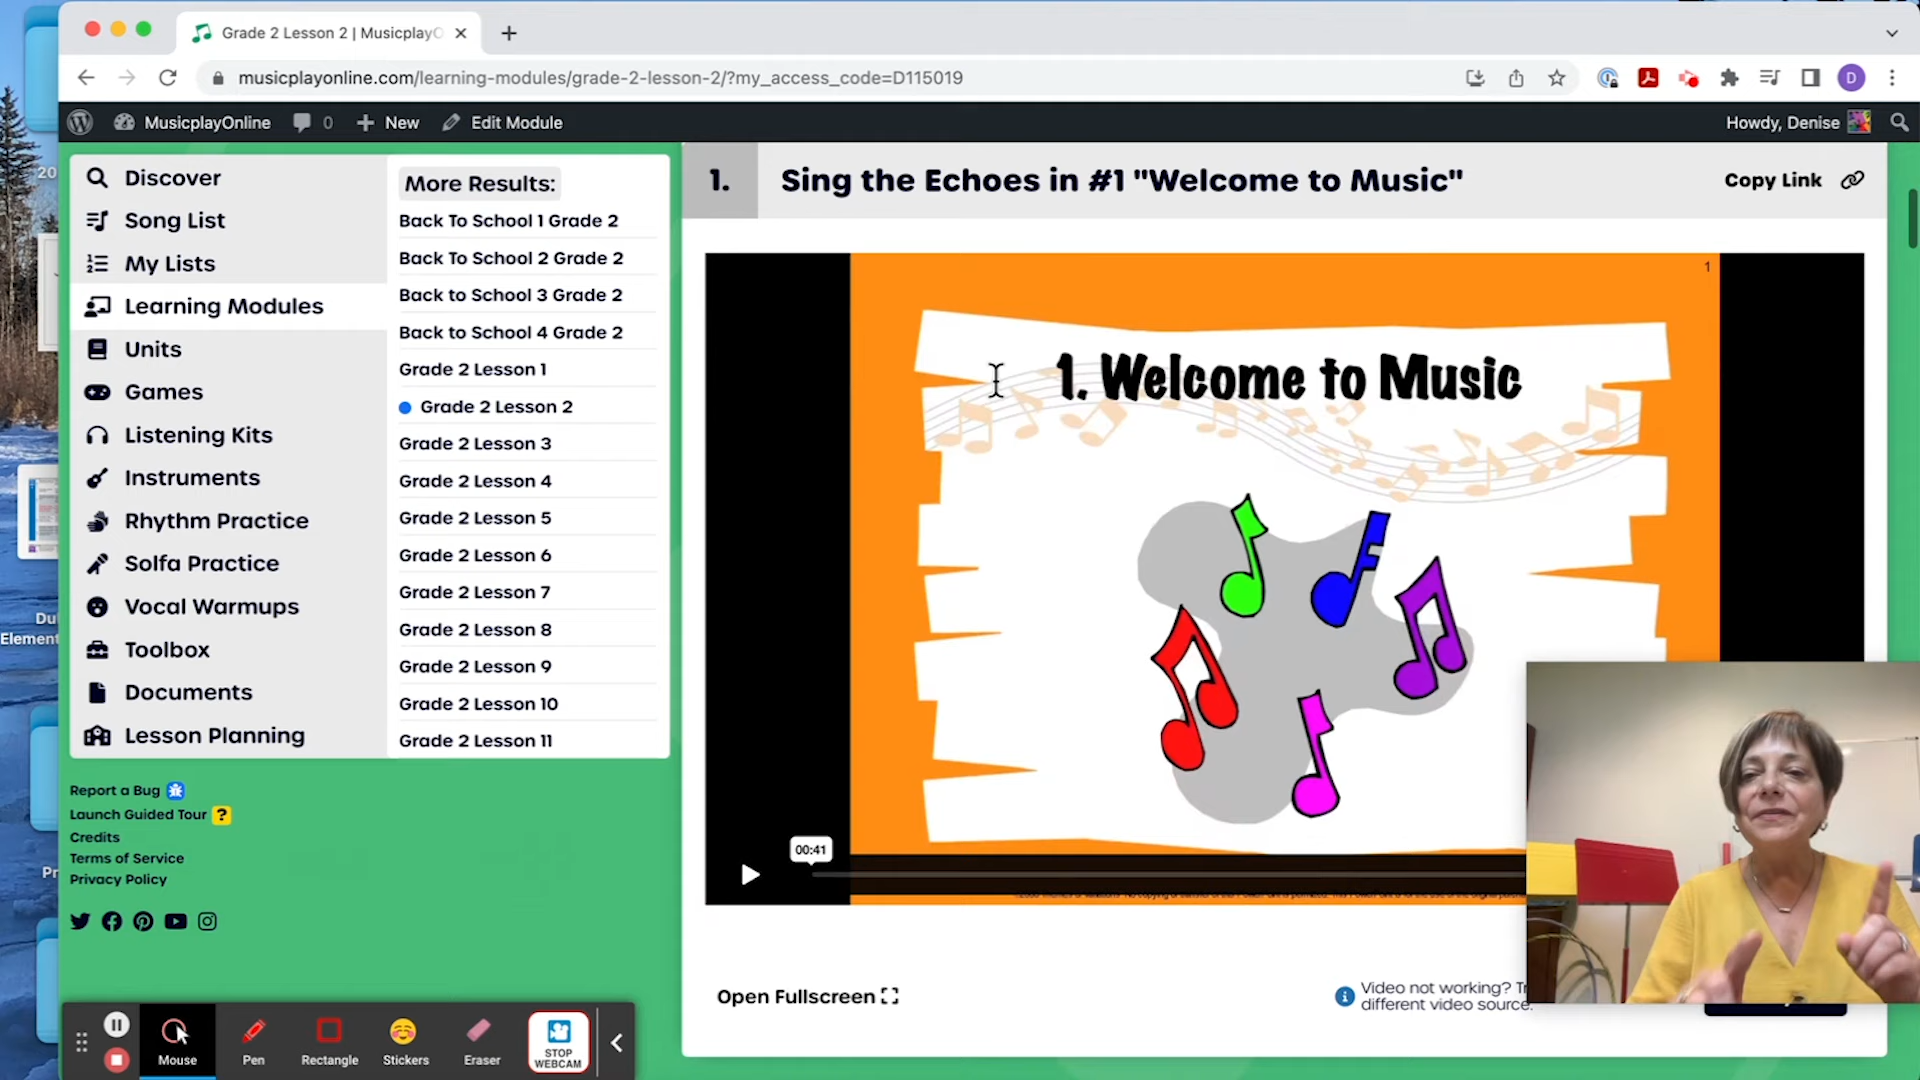 Grade 2 Lesson 2 | MusicplayO
musicplayonline.com/learning-modules/grade-2-lesson-2/?my_access_code=D115019
D
MusicplayOnline 0 New Edit Module
Howdy, Denise
20
Discover
Song List
My Lists
Learning Modules
Units
Games
Listening Kits
Instruments
Rhythm Practice
Solfa Practice
Vocal Warmups
Toolbox
Documents
Lesson Planning
More Results:
Back To School 1 Grade 2
Back To School 2 Grade 2
Back to School 3 Grade 2
Back to School 4 Grade 2
Grade 2 Lesson 1
Grade 2 Lesson 2
Grade 2 Lesson 3
Grade 2 Lesson 4
Grade 2 Lesson 5
Grade 2 Lesson 6
Grade 2 Lesson 7
Grade 2 Lesson 8
Grade 2 Lesson 9
Grade 2 Lesson 10
Grade 2 Lesson 11
Du
Element
Pr
Report a Bug
Launch Guided Tour ?
Credits
Terms of Service
Privacy Policy
1. Sing the Echoes in #1 "Welcome to Music"
Copy Link
1
1. Welcome to Music
00:41
Open Fullscreen
Video not working? Tr
different video source.
Mouse
Pen
Rectangle
Stickers
Eraser
STOP
WEBCAM